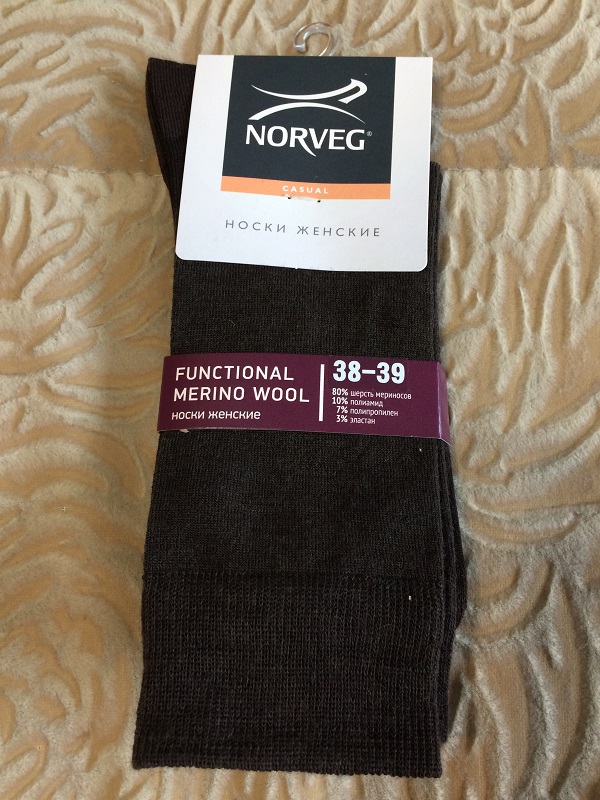 NORVEG®
CASUAL
НОСКИ ЖЕНСКИЕ
FUNCTIONAL
MERINO WOOL
носки женские
38–39
80% шерсть мериносов
10% полиамид
7% полипропилен
3% эластан